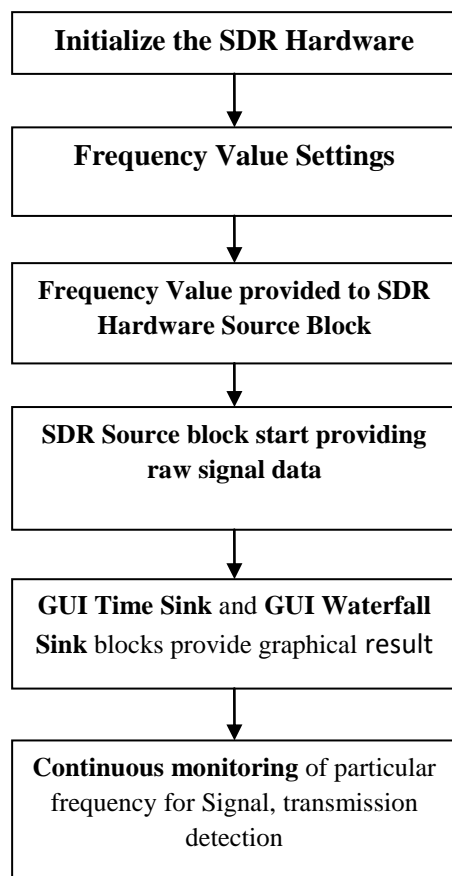 Initialize the SDR Hardware
Frequency Value Settings
Frequency Value provided to SDR
Hardware Source Block
SDR Source block start providing
raw signal data
GUI Time Sink and GUI Waterfall
Sink blocks provide graphical result
Continuous monitoring of particular
frequency for Signal, transmission
detection